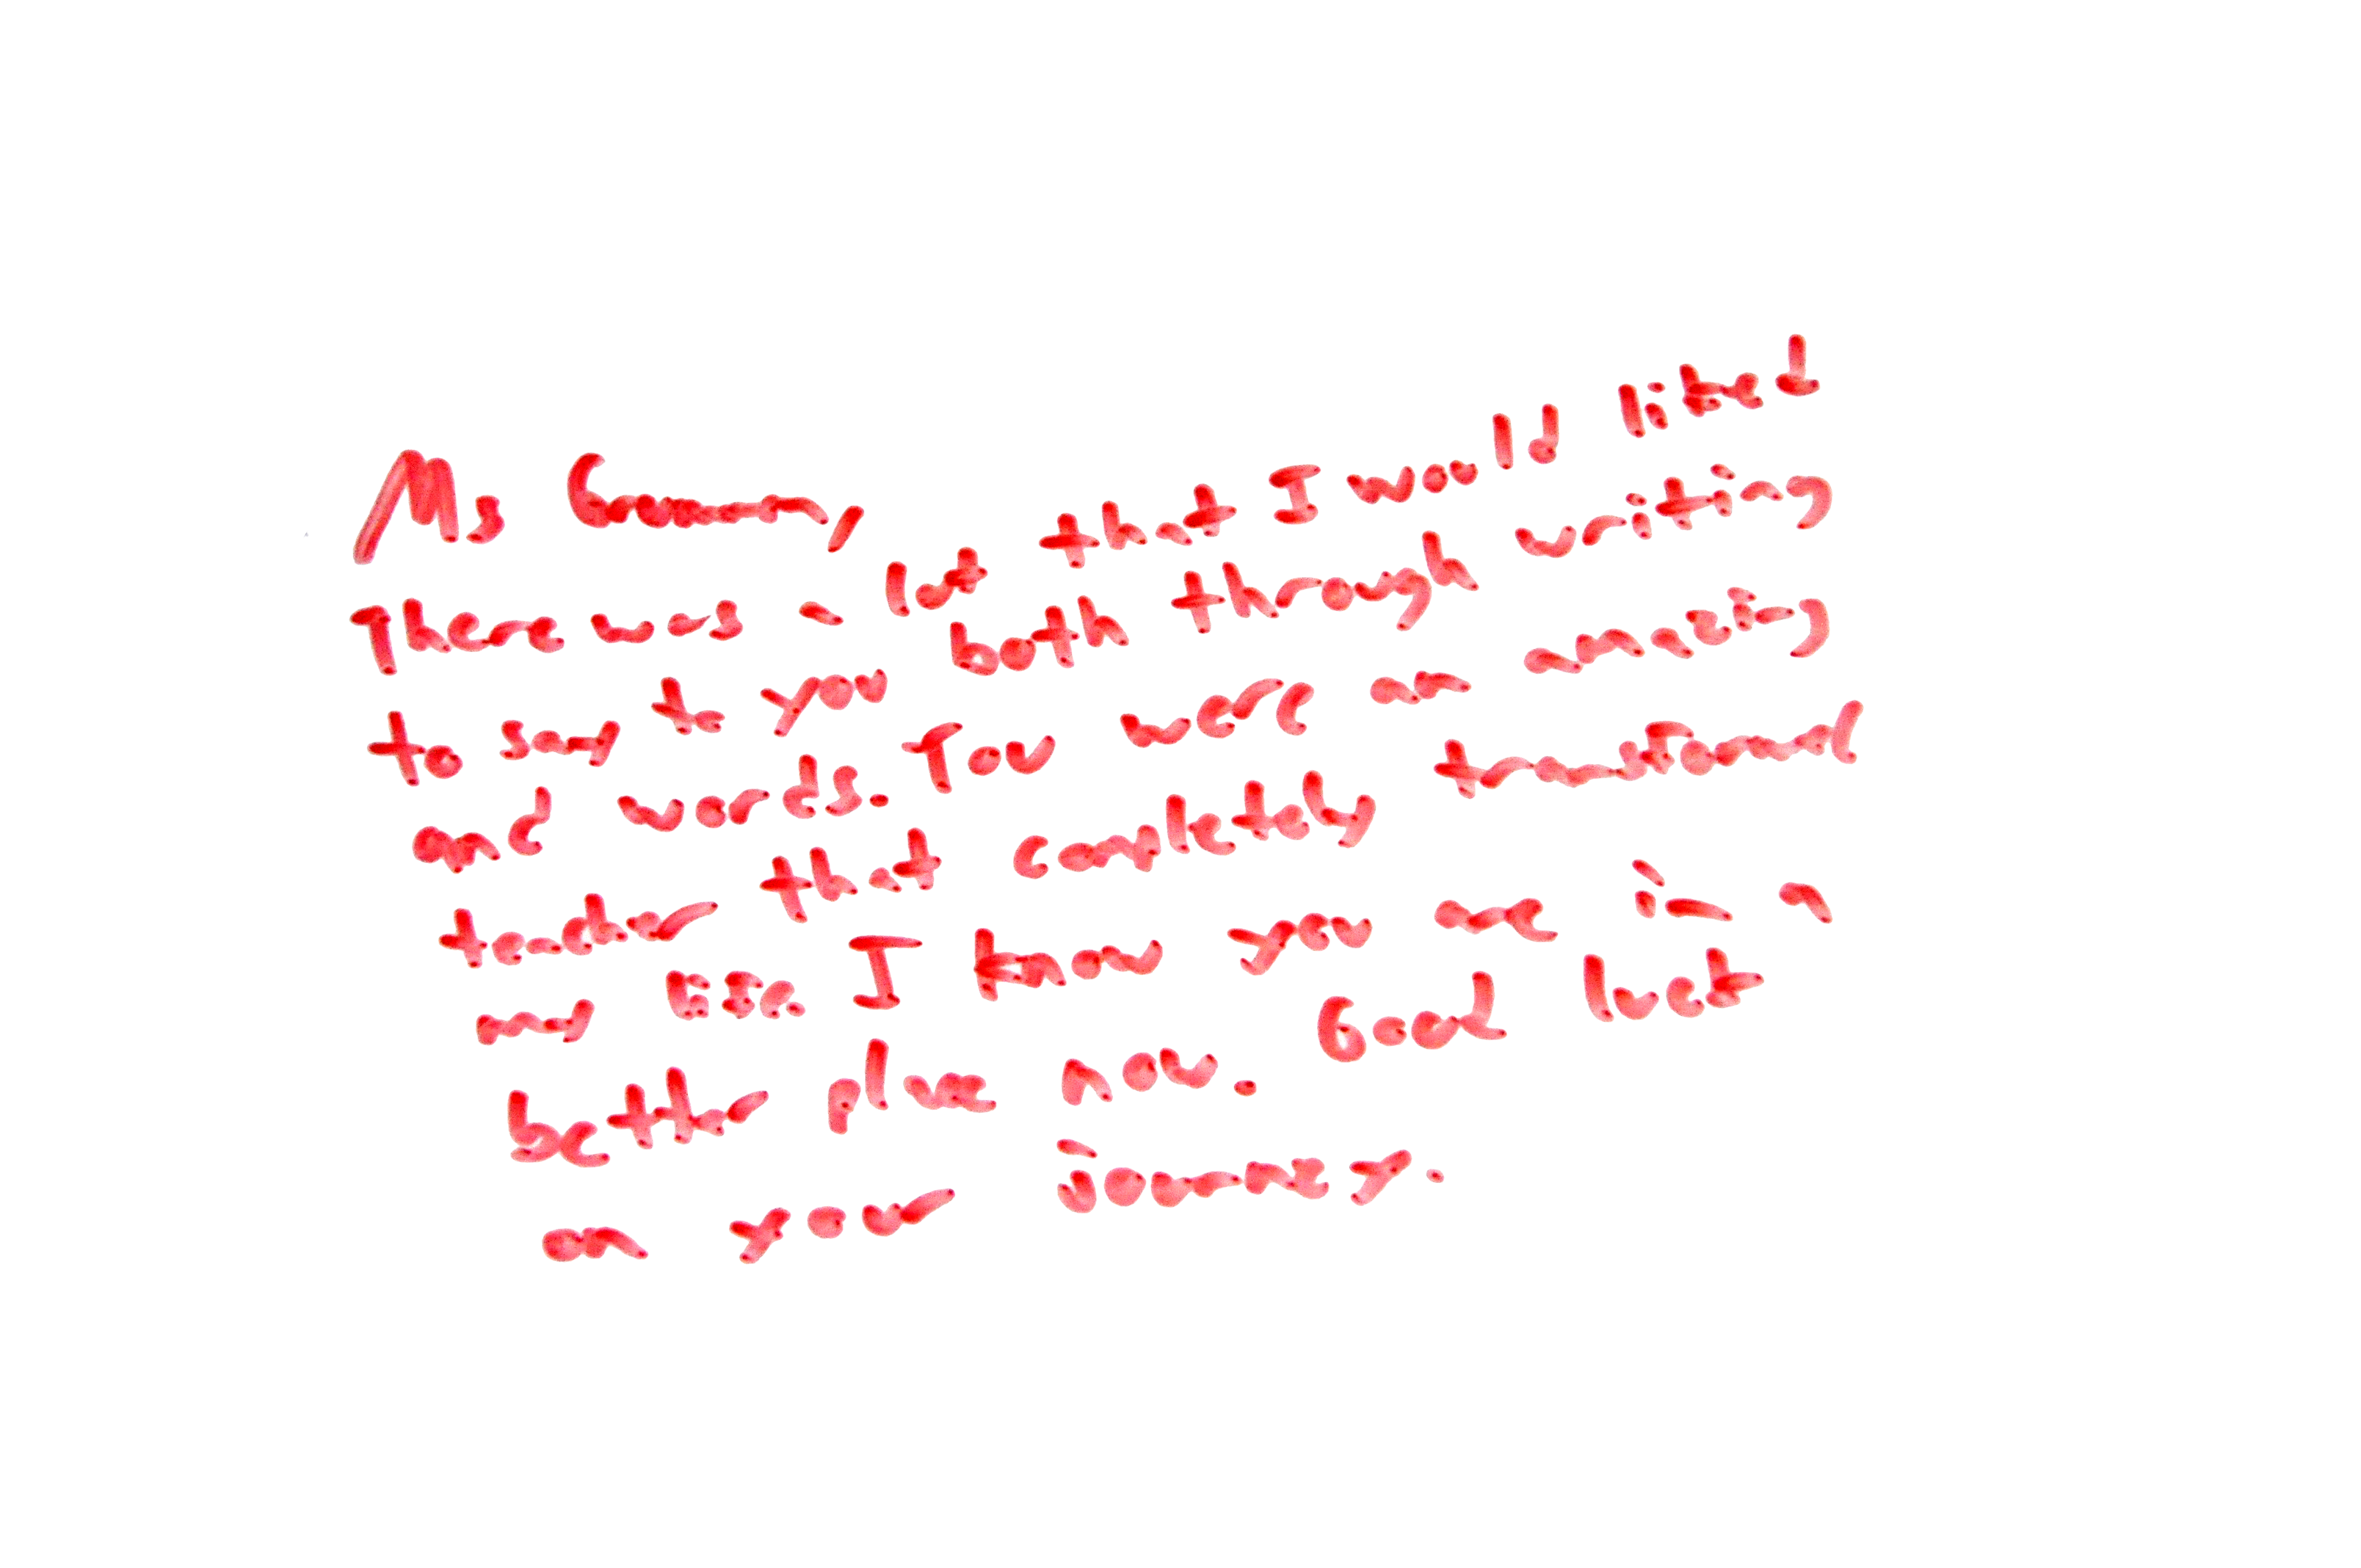 Ms
There was a lot that I would liked
to say to you both through writing
and words. You were an amazing
teacher that completely transformed
my life. I know you are in a
better place now. Good luck
on your journey.